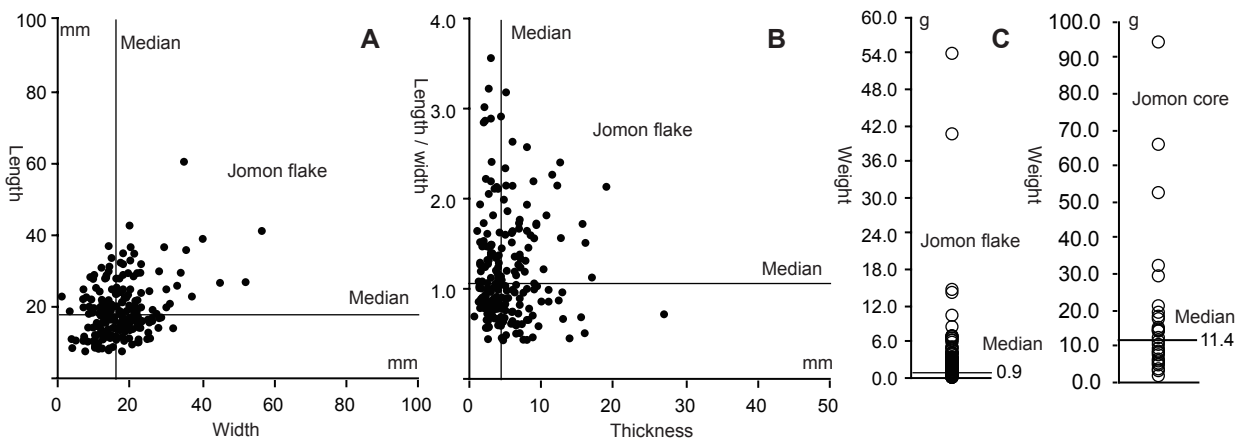 100
80
60
40
20
0
20
40
60
80
100
mm
Median
A
Jomon flake
Median
mm
Length
Width
4.0
3.0
2.0
1.0
0
10
20
30
40
50
Median
B
Jomon flake
Median
mm
Length / width
Thickness
60.0
54.0
48.0
42.0
36.0
30.0
24.0
18.0
12.0
6.0
0.0
g
C
Weight
Jomon flake
Median
0.9
100.0
90.0
80.0
70.0
60.0
50.0
40.0
30.0
20.0
10.0
0.0
g
Weight
Jomon core
Median
11.4